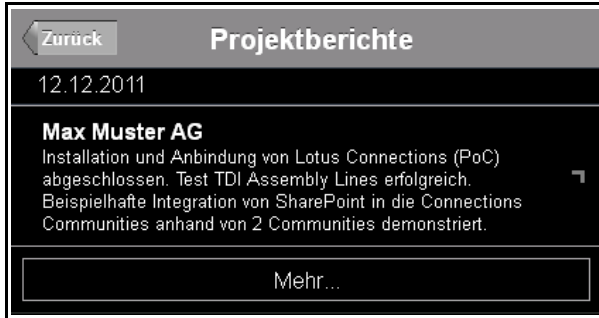 Zurück
Projektberichte
12.12.2011
Max Muster AG
Installation und Anbindung von Lotus Connections (PoC)
abgeschlossen. Test TDI Assembly Lines erfolgreich.
Beispielhafte Integration von SharePoint in die Connections
Communities anhand von 2 Communities demonstriert.
Mehr...